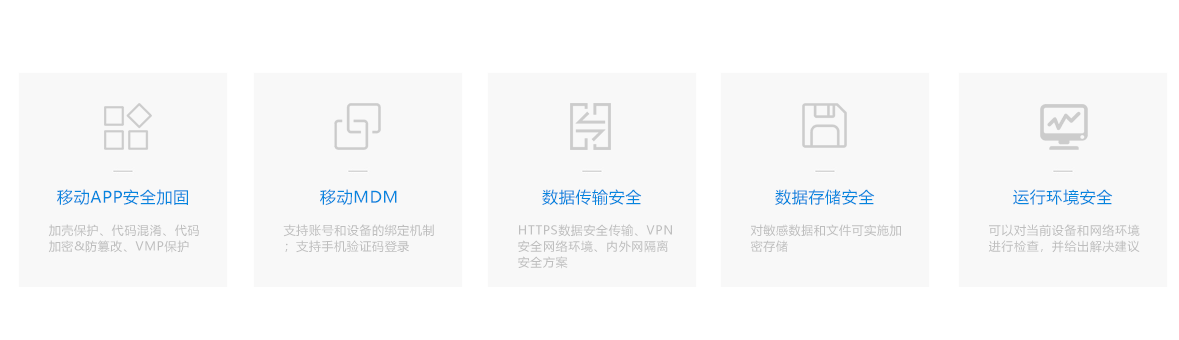 移动APP安全加固
加壳保护、代码混淆、代码
加密&防篡改、VMP保护
移动MDM
支持账号和设备的绑定机制
；支持手机验证码登录
数据传输安全
HTTPS数据安全传输、VPN
安全网络环境、内外网隔离
安全方案
数据存储安全
对敏感数据和文件可实施加
密存储
运行环境安全
可以对当前设备和网络环境
进行检查，并给出解决建议